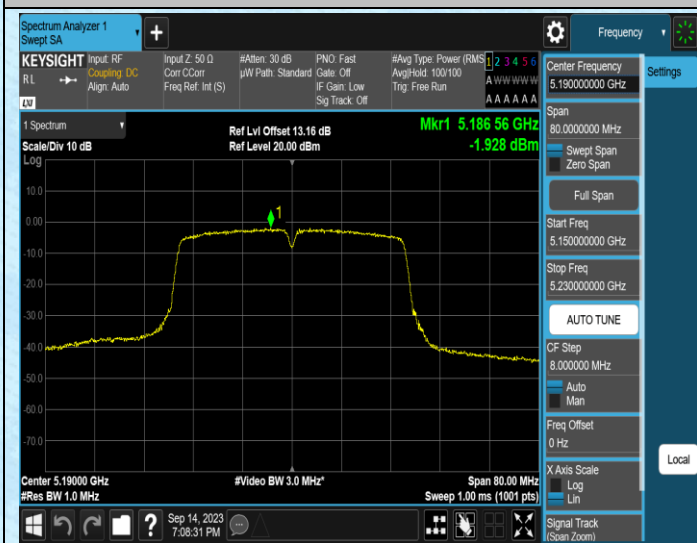 Spectrum Analyzer 1
Swept SA
Frequency
KEYSIGHT
RL
Input: RF
Coupling: DC
Align: Auto
Input Z: 50 Ω
Corr CCorr
Freq Ref: Int (S)
#Atten: 30 dB
µW Path: Standard
PNO: Fast
Gate: Off
IF Gain: Low
Sig Track: Off
#Avg Type: Power (RMS
Avg|Hold: 100/100
Trig: Free Run
1 2 3 4 5 6
A W W W W W
A A A A A A
LXI
1 Spectrum
Scale/Div 10 dB
Ref Lvl Offset 13.16 dB
Ref Level 20.00 dBm
Mkr1 5.186 56 GHz
-1.928 dBm
Log
1
10.0
0.00
-10.0
-20.0
-30.0
-40.0
-50.0
-60.0
-70.0
Center 5.19000 GHz
#Res BW 1.0 MHz
#Video BW 3.0 MHz*
Span 80.00 MHz
Sweep 1.00 ms (1001 pts)
Sep 14, 2023
7:08:31 PM
?
Center Frequency
5.190000000 GHz
Span
80.0000000 MHz
Swept Span
Zero Span
Full Span
Start Freq
5.150000000 GHz
Stop Freq
5.230000000 GHz
AUTO TUNE
CF Step
8.000000 MHz
Auto
Man
Freq Offset
0 Hz
X Axis Scale
Log
Lin
Signal Track
(Span Zoom)
Settings
Local